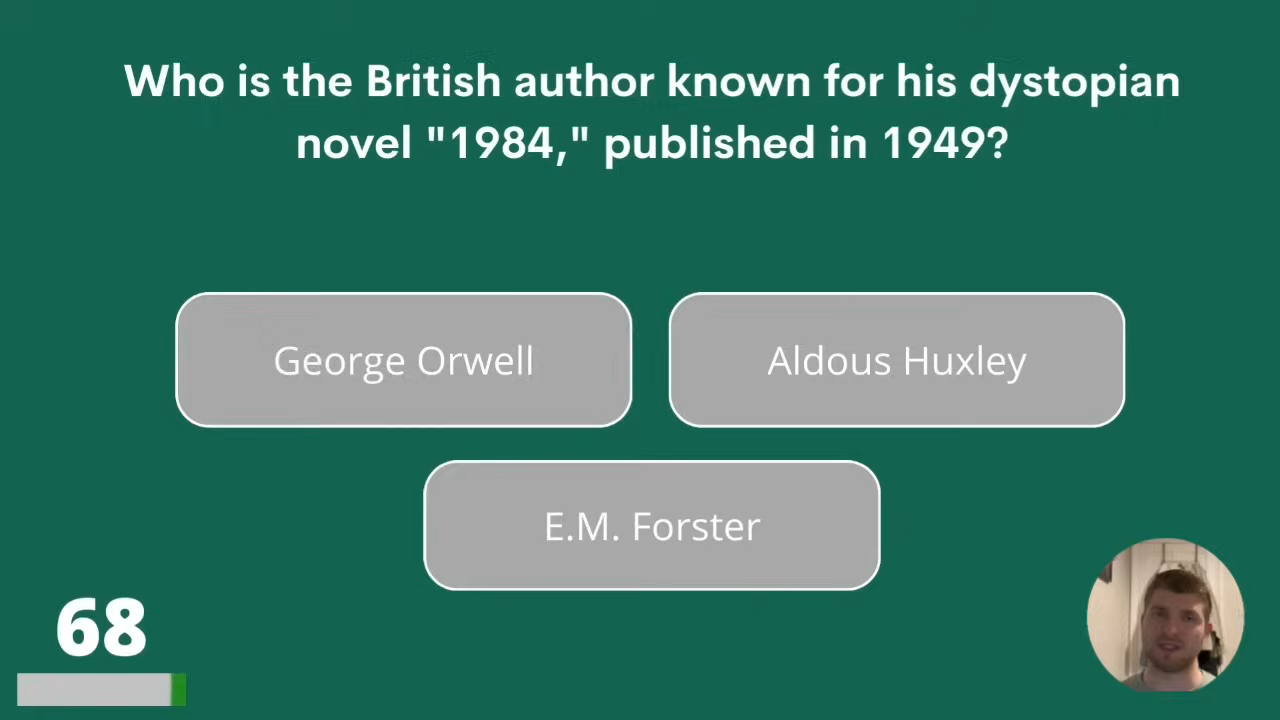 Who is the British author known for his dystopian
novel "1984," published in 1949?
George Orwell
Aldous Huxley
E.M. Forster
68